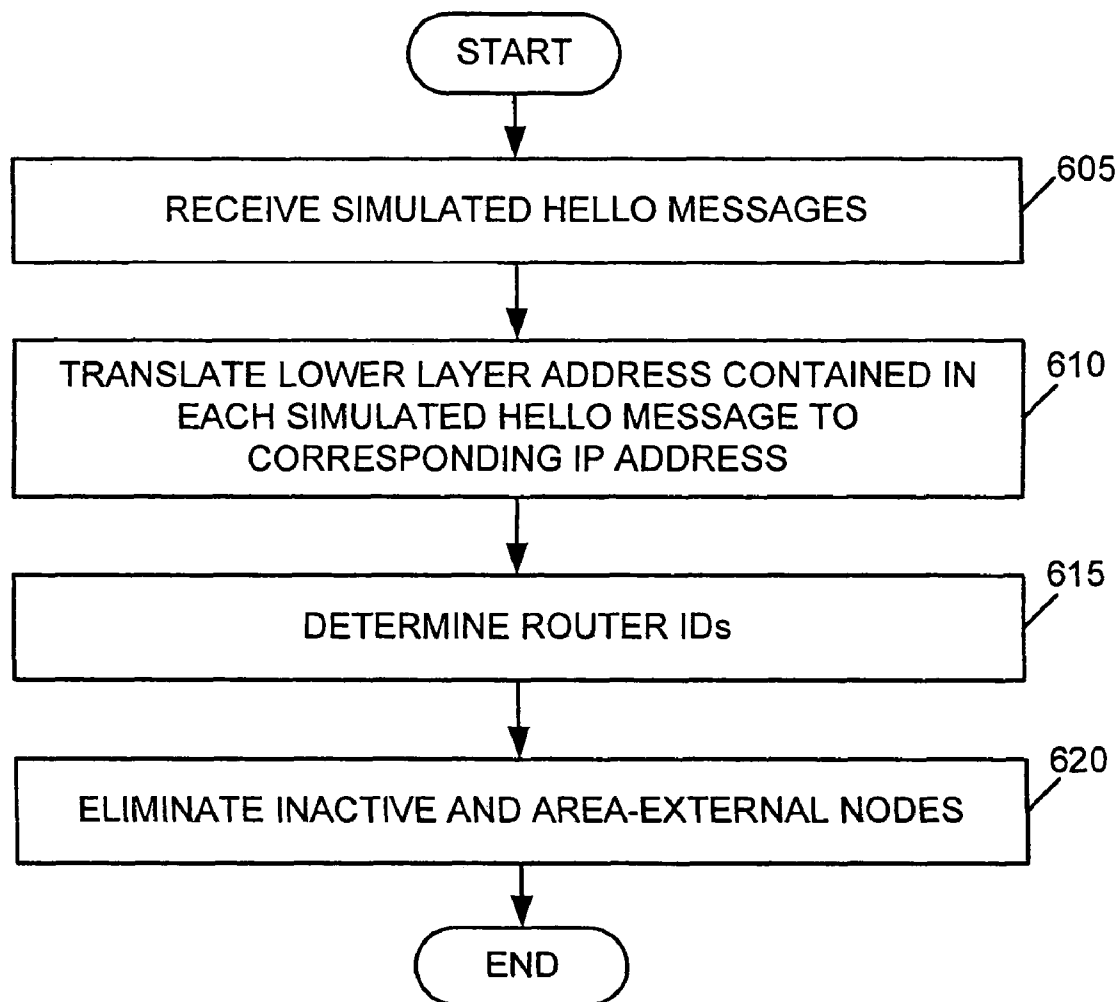 START
RECEIVE SIMULATED HELLO MESSAGES
605
TRANSLATE LOWER LAYER ADDRESS CONTAINED IN
EACH SIMULATED HELLO MESSAGE TO
CORRESPONDING IP ADDRESS
610
DETERMINE ROUTER IDs
615
ELIMINATE INACTIVE AND AREA-EXTERNAL NODES
620
END